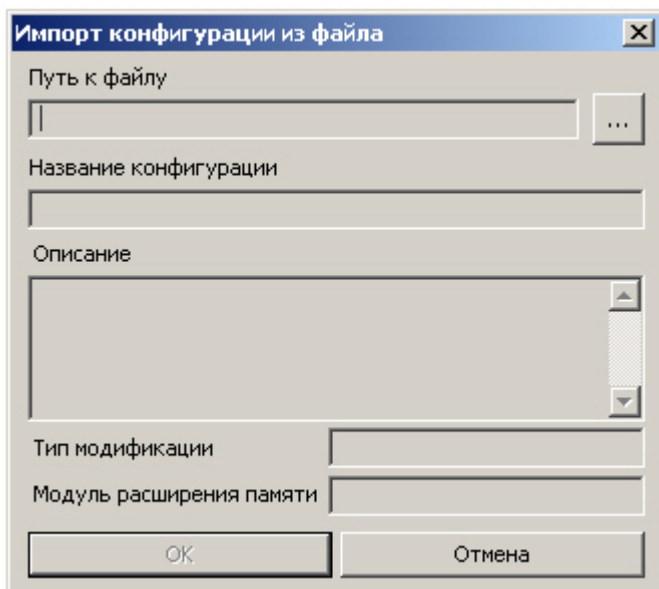 Импорт конфигурации из файла
Путь к файлу
...
Название конфигурации
Описание
Тип модификации
Модуль расширения памяти
OK
Отмена